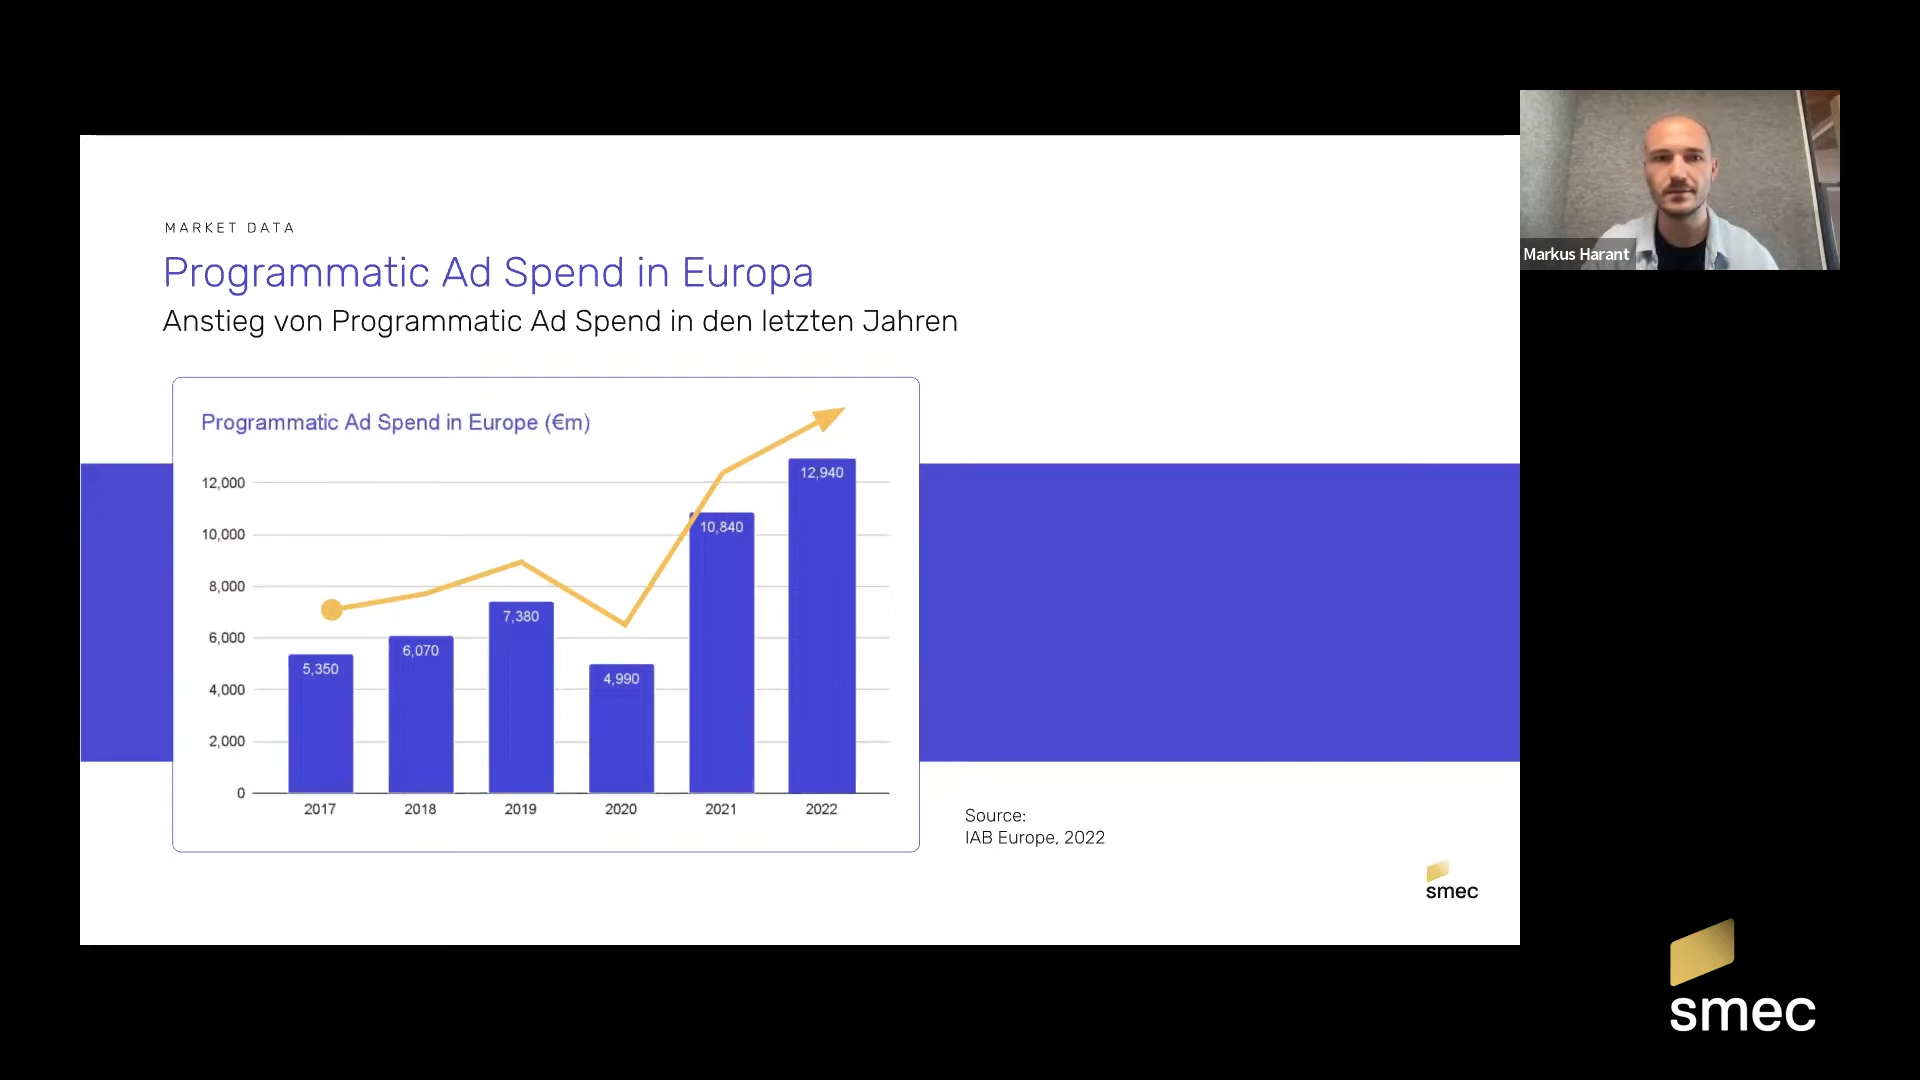 MARKET DATA
Programmatic Ad Spend in Europa
Anstieg von Programmatic Ad Spend in den letzten Jahren
Programmatic Ad Spend in Europe (€m)
12,000
10,000
8,000
6,000
4,000
2,000
0
5,350
6,070
7,380
4,990
10,840
12,940
2017 2018 2019 2020 2021 2022
Source:
IAB Europe, 2022
smec
Markus Harant
smec